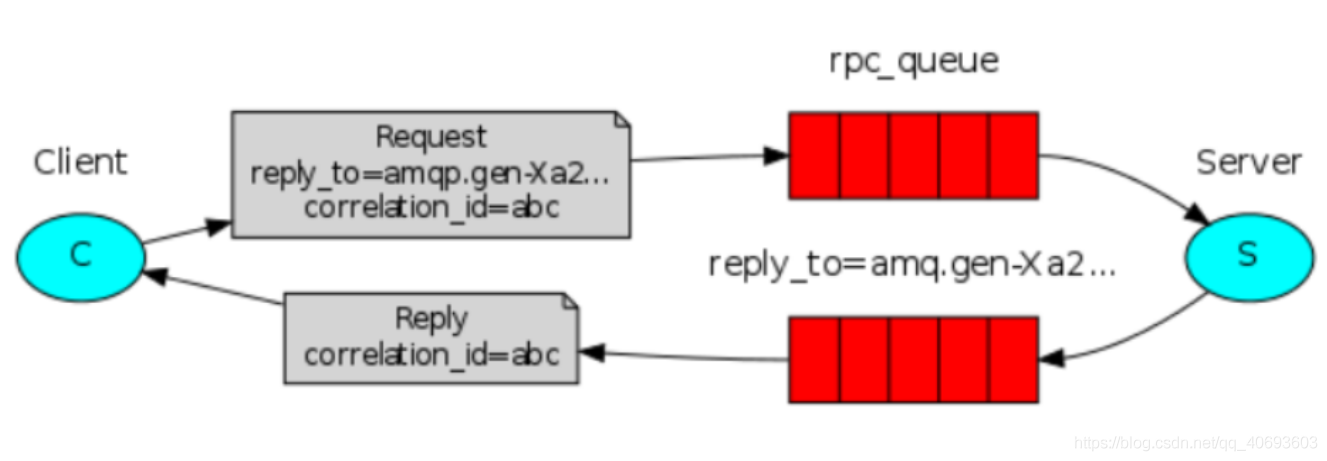 rpc_queue
Client
Request
reply_to=amqp.gen-Xa2...
correlation_id=abc
Server
C
S
reply_to=amq.gen-Xa2...
Reply
correlation_id=abc
https://blog.csdn.net/qq_40693603